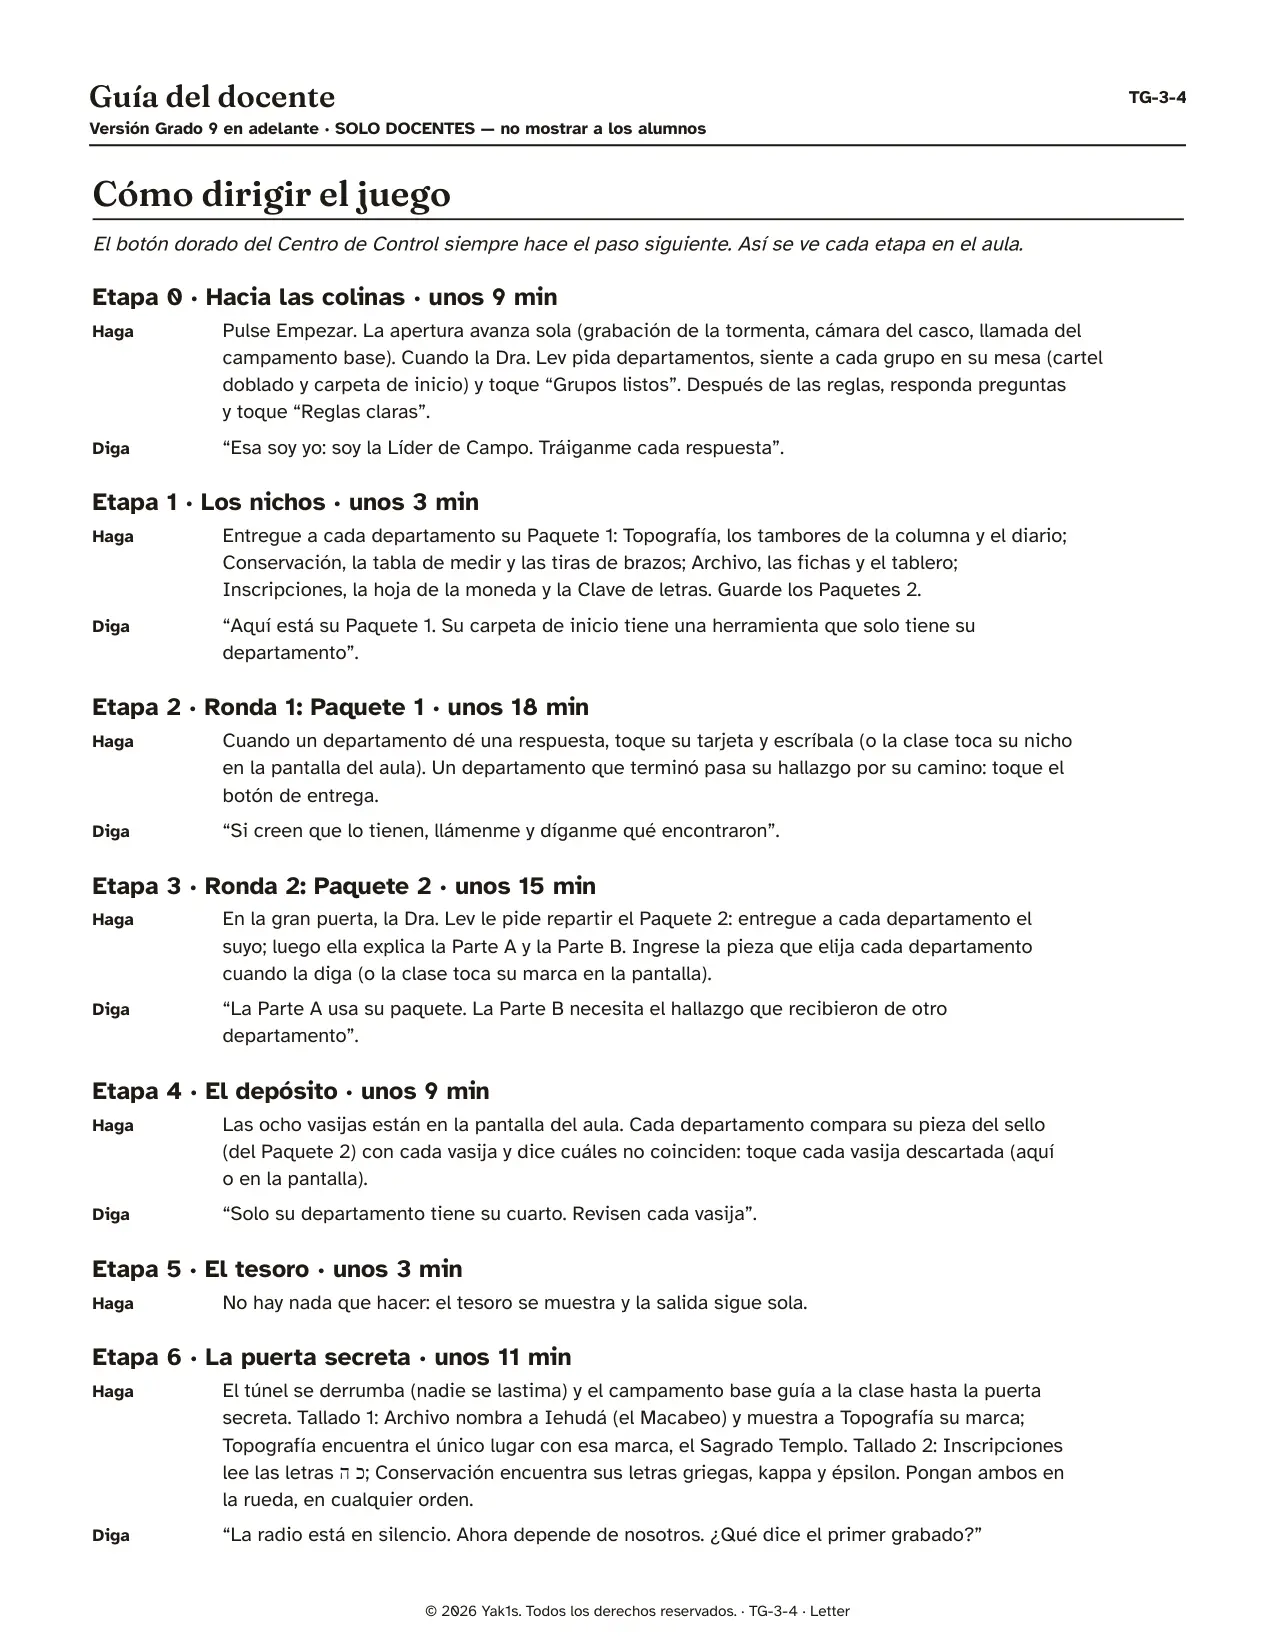 Guía del docente
TG-3-4
Versión Grado 9 en adelante · SOLO DOCENTES — no mostrar a los alumnos
Cómo dirigir el juego
El botón dorado del Centro de Control siempre hace el paso siguiente. Así se ve cada etapa en el aula.
Etapa 0 · Hacia las colinas · unos 9 min
Haga Pulse Empezar. La apertura avanza sola (grabación de la tormenta, cámara del casco, llamada del
campamento base). Cuando la Dra. Lev pida departamentos, siente a cada grupo en su mesa (cartel
doblado y carpeta de inicio) y toque “Grupos listos”. Después de las reglas, responda preguntas
y toque “Reglas claras”.
Diga “Esa soy yo: soy la Líder de Campo. Tráiganme cada respuesta”.
Etapa 1 · Los nichos · unos 3 min
Haga Entregue a cada departamento su Paquete 1: Topografía, los tambores de la columna y el diario;
Conservación, la tabla de medir y las tiras de brazos; Archivo, las fichas y el tablero;
Inscripciones, la hoja de la moneda y la Clave de letras. Guarde los Paquetes 2.
Diga “Aquí está su Paquete 1. Su carpeta de inicio tiene una herramienta que solo tiene su
departamento”.
Etapa 2 · Ronda 1: Paquete 1 · unos 18 min
Haga Cuando un departamento dé una respuesta, toque su tarjeta y escríbala (o la clase toca su nicho
en la pantalla del aula). Un departamento que terminó pasa su hallazgo por su camino: toque el
botón de entrega.
Diga “Si creen que lo tienen, llámenme y díganme qué encontraron”.
Etapa 3 · Ronda 2: Paquete 2 · unos 15 min
Haga En la gran puerta, la Dra. Lev le pide repartir el Paquete 2: entregue a cada departamento el
suyo; luego ella explica la Parte A y la Parte B. Ingrese la pieza que elija cada departamento
cuando la diga (o la clase toca su marca en la pantalla).
Diga “La Parte A usa su paquete. La Parte B necesita el hallazgo que recibieron de otro
departamento”.
Etapa 4 · El depósito · unos 9 min
Haga Las ocho vasijas están en la pantalla del aula. Cada departamento compara su pieza del sello
(del Paquete 2) con cada vasija y dice cuáles no coinciden: toque cada vasija descartada (aquí
o en la pantalla).
Diga “Solo su departamento tiene su cuarto. Revisen cada vasija”.
Etapa 5 · El tesoro · unos 3 min
Haga No hay nada que hacer: el tesoro se muestra y la salida sigue sola.
Etapa 6 · La puerta secreta · unos 11 min
Haga El túnel se derrumba (nadie se lastima) y el campamento base guía a la clase hasta la puerta
secreta. Tallado 1: Archivo nombra a Iehudá (el Macabeo) y muestra a Topografía su marca;
Topografía encuentra el único lugar con esa marca, el Sagrado Templo. Tallado 2: Inscripciones
lee las letras כ ה; Conservación encuentra sus letras griegas, kappa y épsilon. Pongan ambos en
la rueda, en cualquier orden.
Diga “La radio está en silencio. Ahora depende de nosotros. ¿Qué dice el primer grabado?”
© 2026 Yak1s. Todos los derechos reservados. · TG-3-4 · Letter